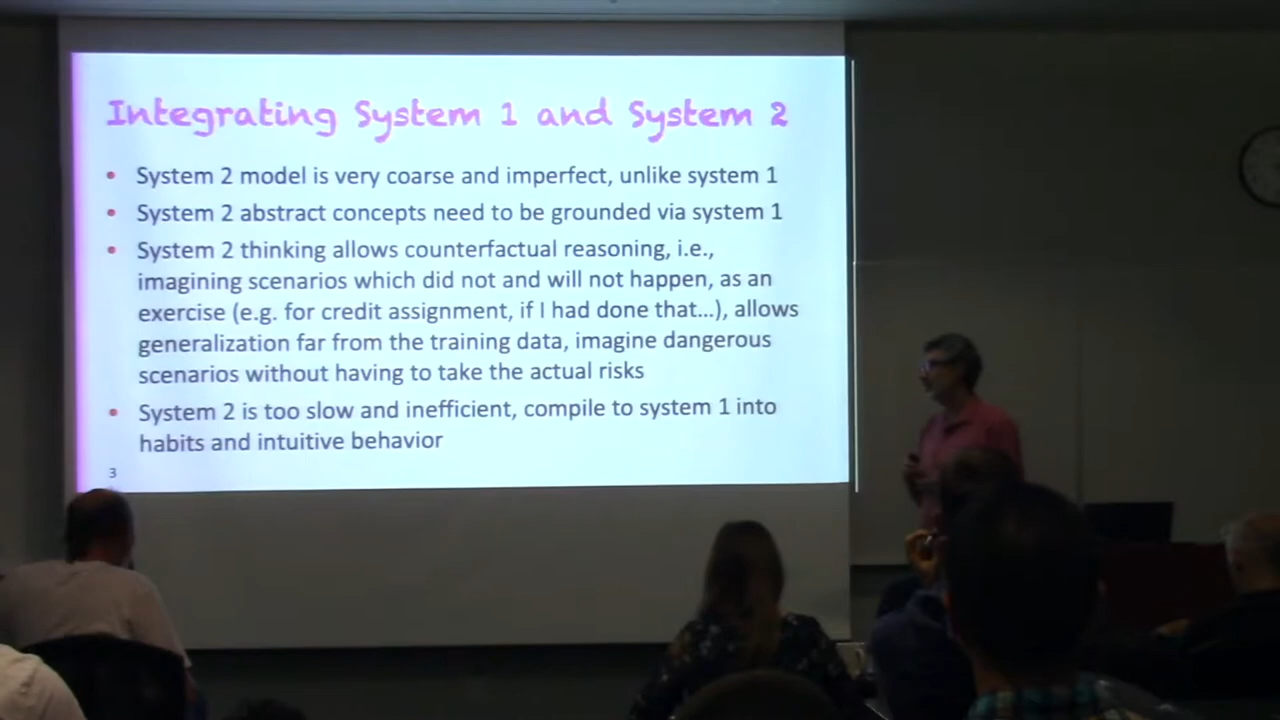 Integrating System 1 and System 2
• System 2 model is very coarse and imperfect, unlike system 1
• System 2 abstract concepts need to be grounded via system 1
• System 2 thinking allows counterfactual reasoning, i.e.,
imagining scenarios which did not and will not happen, as an
exercise (e.g. for credit assignment, if I had done that...), allows
generalization far from the training data, imagine dangerous
scenarios without having to take the actual risks
• System 2 is too slow and inefficient, compile to system 1 into
habits and intuitive behavior
3